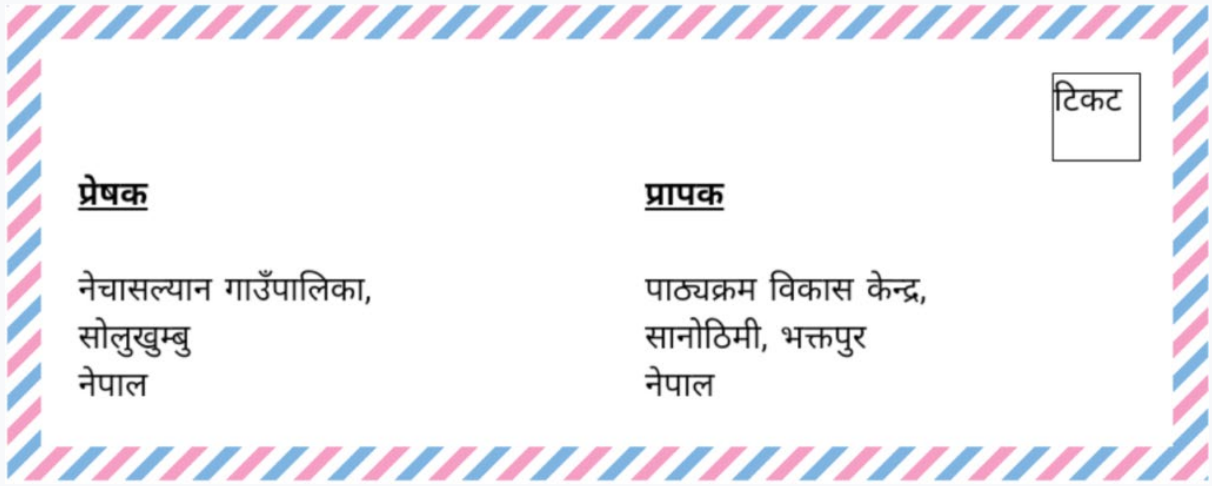 टिकट
प्रेषक
नेचासल्यान गाउँपालिका,
सोलुखुम्बु
नेपाल
प्रापक
पाठ्यक्रम विकास केन्द्र,
सानोठिमी, भक्तपुर
नेपाल